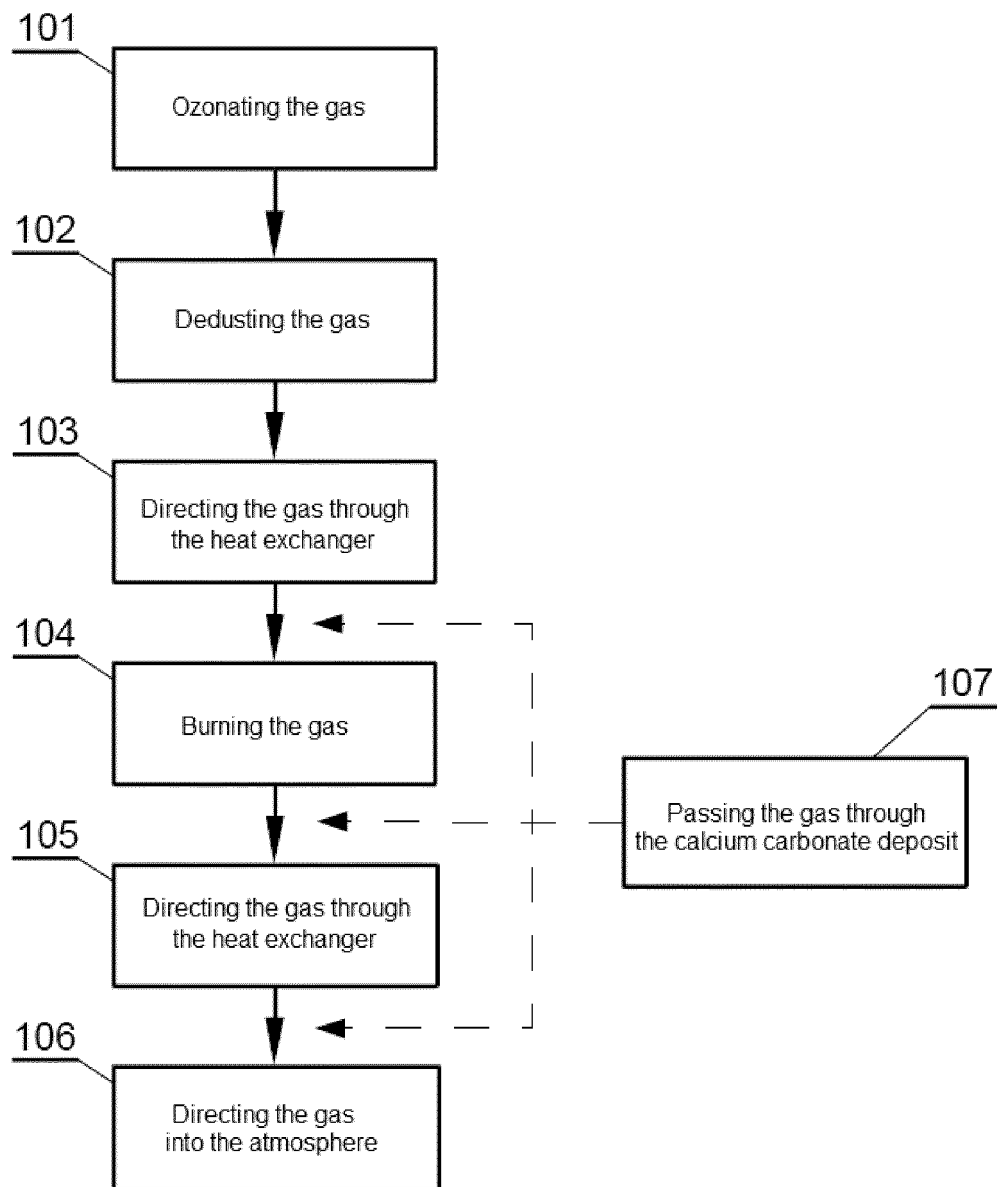 101
Ozonating the gas
102
Dedusting the gas
103
Directing the gas through
the heat exchanger
104
Burning the gas
107
Passing the gas through
the calcium carbonate deposit
105
Directing the gas through
the heat exchanger
106
Directing the gas
into the atmosphere